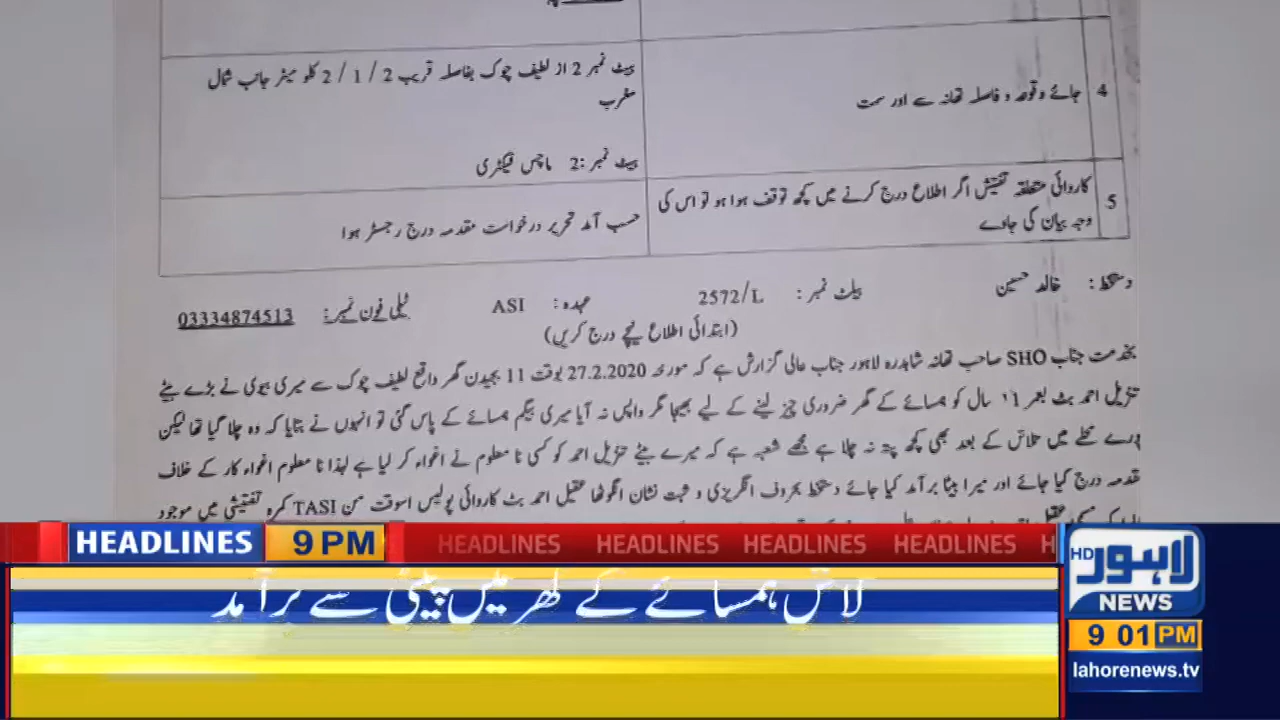 4 جائے وقوعہ و فاصلہ تھانہ سے اور سمت
بیٹ نمبر 2 از لطیف چوک بفاصلہ قریب 2 / 1 / 2 کلو میٹر جانب شمال
مغرب
بیٹ نمبر :2 ماچس فیکٹری
5 کاروائی متعلقہ تفتیش اگر اطلاع درج کرنے میں کچھ توقف ہوا ہو تو اس کی
وجہ بیان کی جاوے
حسب آمد تحریر درخواست مقدمہ درج رجسٹر ہوا
دستخط : خالد حسین بیلٹ نمبر : 2572/L عہدہ : ASI ٹیلی فون نمبر: 03334874513
(ابتدائی اطلاع نیچے درج کریں)
بخدمت جناب SHO صاحب تھانہ شاہدرہ لاہور جناب عالی گزارش ہے کہ مورخہ 27.2.2020 بوقت 11 بجیدن گھر واقع لطیف چوک سے میری بیوی نے بڑے بیٹے
تنزیل احمد بٹ بعمر ۱۱ سال کو ہمسائے کے گھر ضروری چیز لینے کے لیے بھیجا مگر واپس نہ آیا میری بیگم ہمسائے کے پاس گئی تو انہوں نے بتایا کہ وہ چلا گیا تھا لیکن
پورے محلے میں تلاش کے بعد بھی کچھ پتہ نہ چلا ہے مجھے شعبہ ہے کہ میرے بیٹے تنزیل احمد کو کسی نا معلوم نے اغواء کر لیا ہے لہذا نا معلوم اغواء کار کے خلاف
قدمہ درج کیا جائے اور میرا بیٹا برآمد کیا جائے دستخط بحروف انگریزی و ثبت نشان انگوٹھا عقیل احمد بٹ کاروائی پولیس اسوقت من TASI کمرہ تفتیشی میں موجود
HEADLINES 9 PM HEADLINES HEADLINES HEADLINES HEADLINES H
لاش ہمسائے کے گھر میں پیٹی سے برآمد
HD لاہور
NEWS
9 01 PM
lahorenews.tv